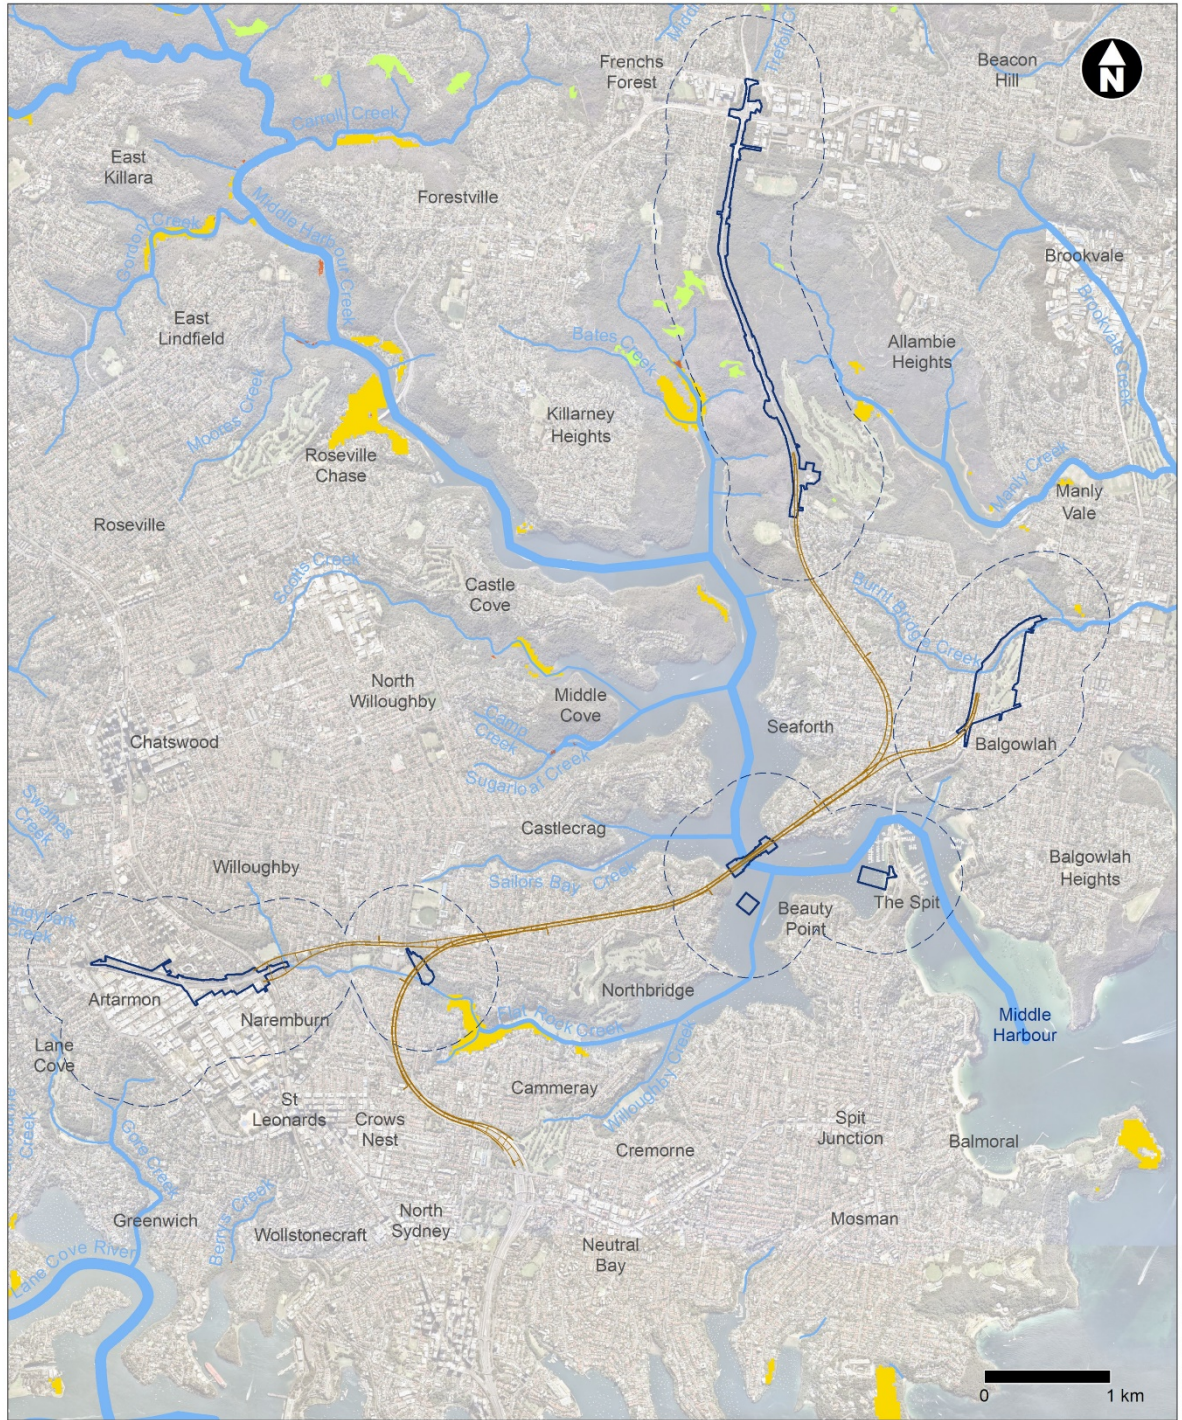 Frenchs
Forest
Beacon
Hill
N
Carroll Creek
East
Killara
Forestville
Middle Harbour Creek
Gordon Creek
Brookvale
Brookvale Creek
East
Lindfield
Bates Creek
Allambie
Heights
Moores Creek
Killarney
Heights
Roseville
Chase
Manly Creek
Manly
Vale
Roseville
Scotts Creek
Castle
Cove
Burnt Bridge Creek
North
Willoughby
Middle
Cove
Camp
Creek
Sugarloaf Creek
Seaforth
Chatswood
Balgowlah
Swaines
Creek
Castlecrag
Willoughby
Sailors Bay Creek
Balgowlah
Heights
The Spit
Beauty
Point
Creek
Artarmon
Northbridge
Naremburn
Flat Rock Creek
Middle
Harbour
Lane
Cove
Willoughby Creek
Cammeray
St
Leonards
Crows
Nest
Spit
Junction
Balmoral
Creek
Gore Creek
Cremorne
Berrys Creek
Greenwich
North
Sydney
Mosman
Wollstonecraft
Neutral
Bay
Lane Cove River
0 1 km